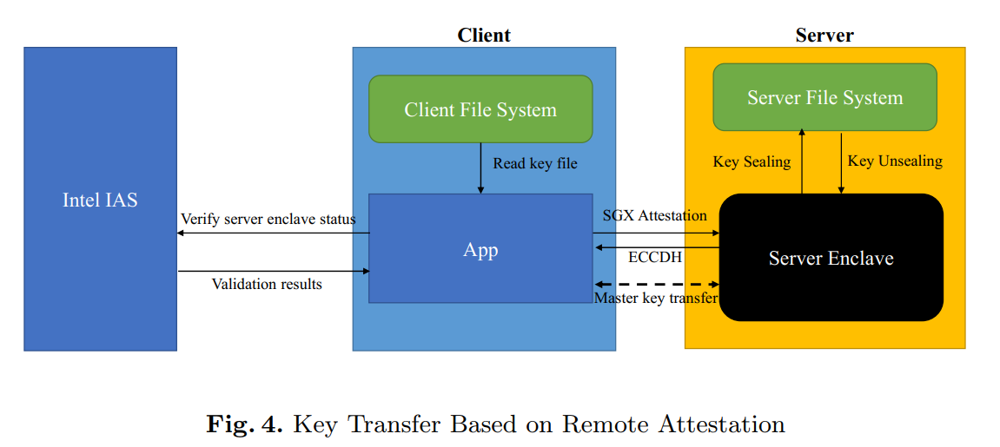 Client
Server
Client File System
Server File System
Read key file
Key Sealing
Key Unsealing
Intel IAS
Verify server enclave status
SGX Attestation
App
ECCDH
Server Enclave
Validation results
Master key transfer
Fig. 4. Key Transfer Based on Remote Attestation